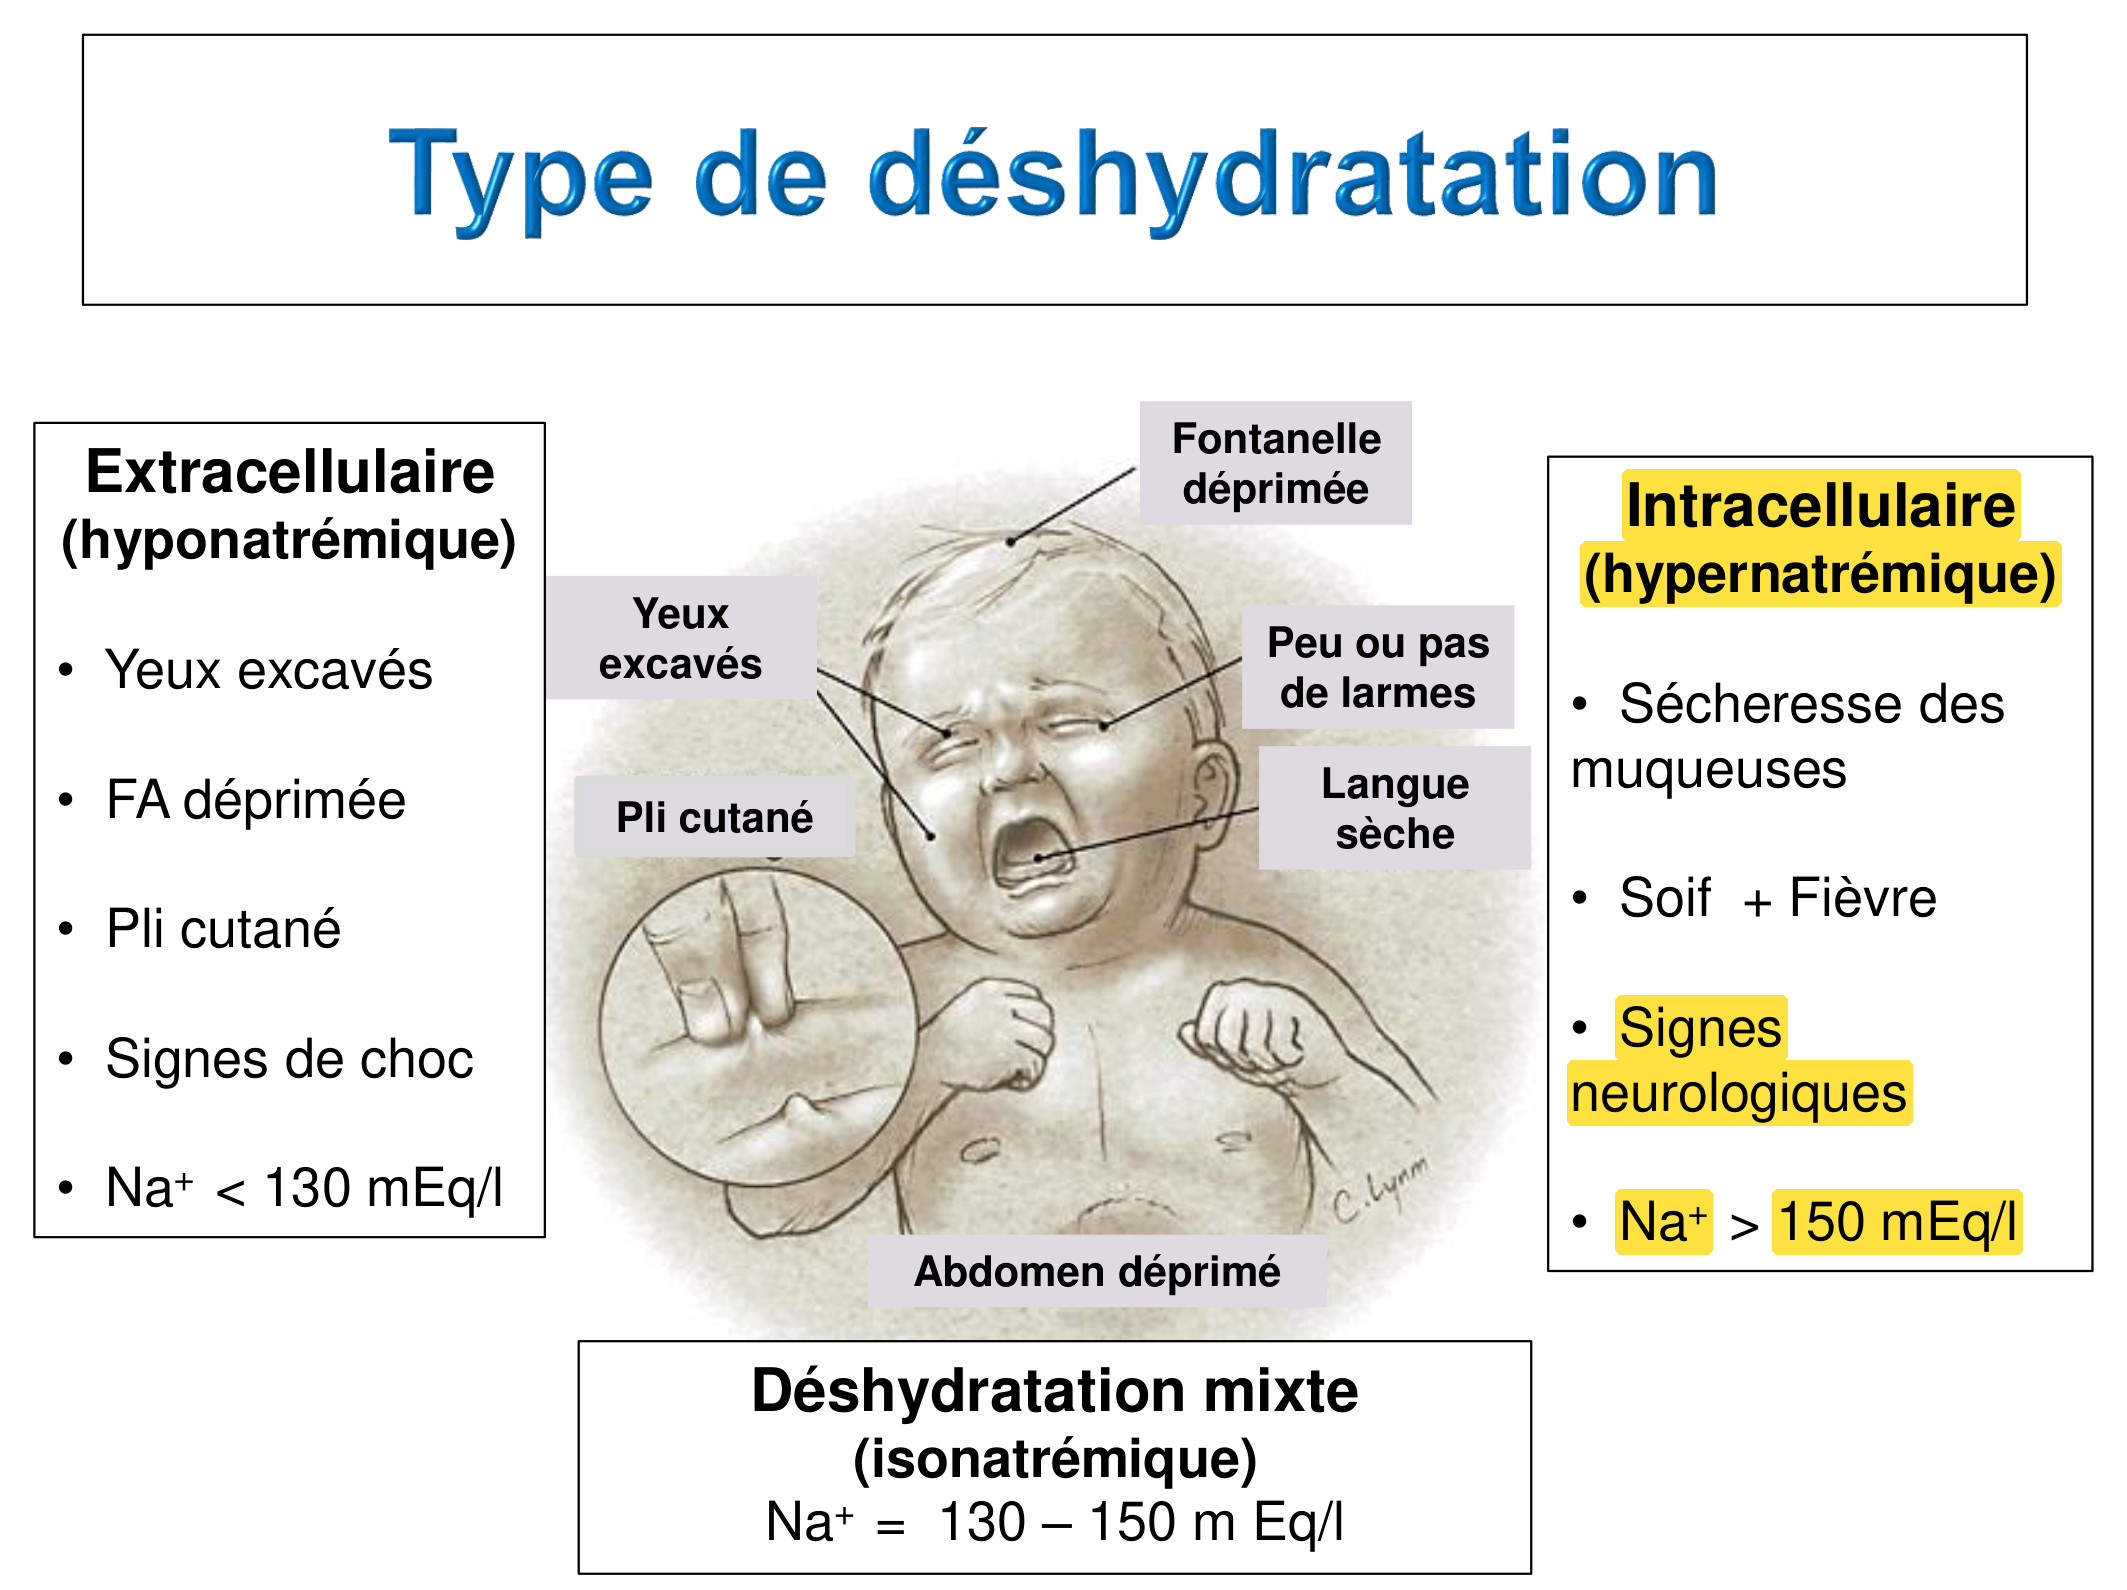 Type de déshydratation
Extracellulaire
(hyponatrémique)
• Yeux excavés
• FA déprimée
• Pli cutané
• Signes de choc
• Na⁺ < 130 mEq/l
Fontanelle
déprimée
Yeux
excavés
Peu ou pas
de larmes
Pli cutané
Langue
sèche
C. Lynm
Abdomen déprimé
Intracellulaire
(hypernatrémique)
• Sécheresse des
muqueuses
• Soif + Fièvre
• Signes
neurologiques
• Na⁺ > 150 mEq/l
Déshydratation mixte
(isonatrémique)
Na⁺ = 130 – 150 m Eq/l